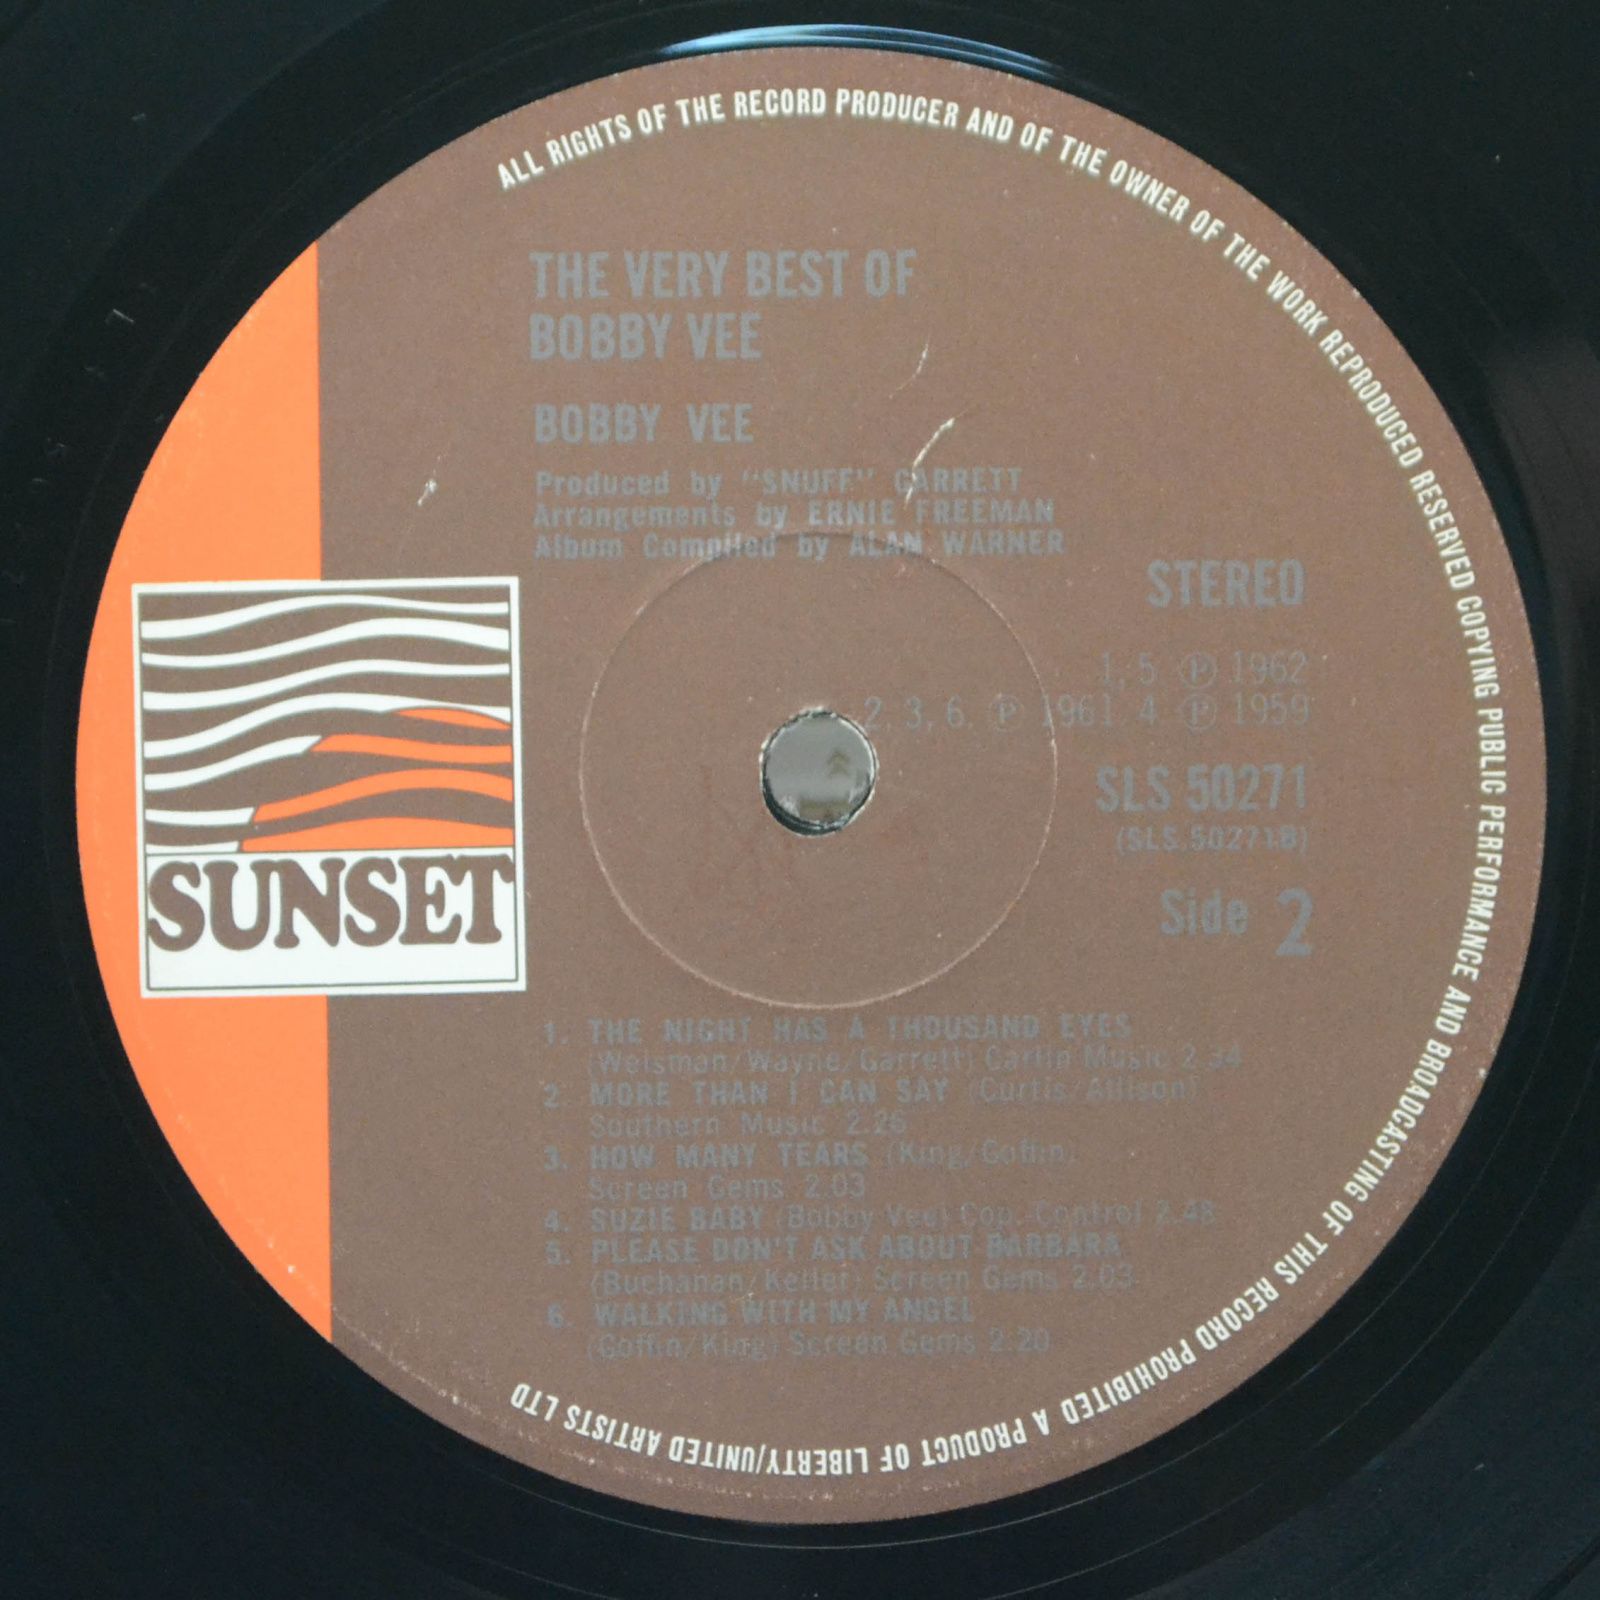 ALL RIGHTS OF THE RECORD PRODUCER AND OF THE OWNER OF THE WORK REPRODUCED RESERVED COPYING PUBLIC PERFORMANCE AND BROADCASTING OF THIS RECORD PROHIBITED A PRODUCT OF LIBERTY/UNITED ARTISTS LTD
THE VERY BEST OF
BOBBY VEE
BOBBY VEE
Produced by "SNUFF" GARRETT
Arrangements by ERNIE FREEMAN
Album Compiled by ALAN WARNER
STEREO
1, 5 Ⓟ 1962
2, 3, 6. Ⓟ 1961. 4. Ⓟ 1959
SLS 50271
(SLS.50271B)
Side 2
SUNSET
1. THE NIGHT HAS A THOUSAND EYES
(Weisman/Wayne/Garrett) Carlin Music 2.34
2. MORE THAN I CAN SAY (Curtis/Allison)
Southern Music 2.26
3. HOW MANY TEARS (King/Goffin)
Screen Gems 2.03
4. SUZIE BABY (Bobby Vee) Cop. Control 2.48
5. PLEASE DON'T ASK ABOUT BARBARA
(Buchanan/Keller) Screen Gems 2.03
6. WALKING WITH MY ANGEL
(Goffin/King) Screen Gems 2.20